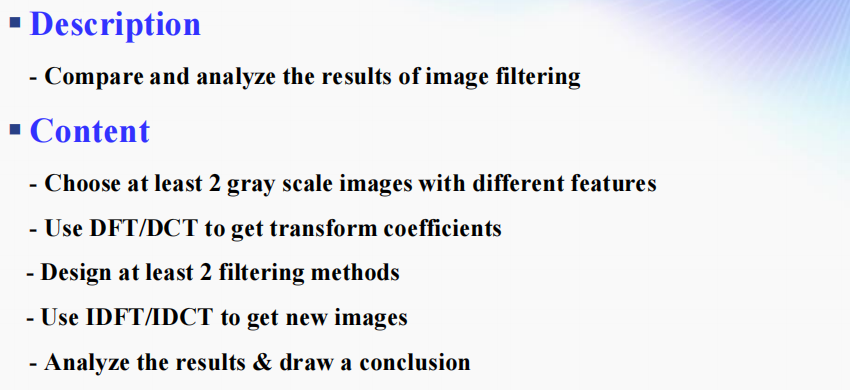 Description
- Compare and analyze the results of image filtering
Content
- Choose at least 2 gray scale images with different features
- Use DFT/DCT to get transform coefficients
- Design at least 2 filtering methods
- Use IDFT/IDCT to get new images
- Analyze the results & draw a conclusion